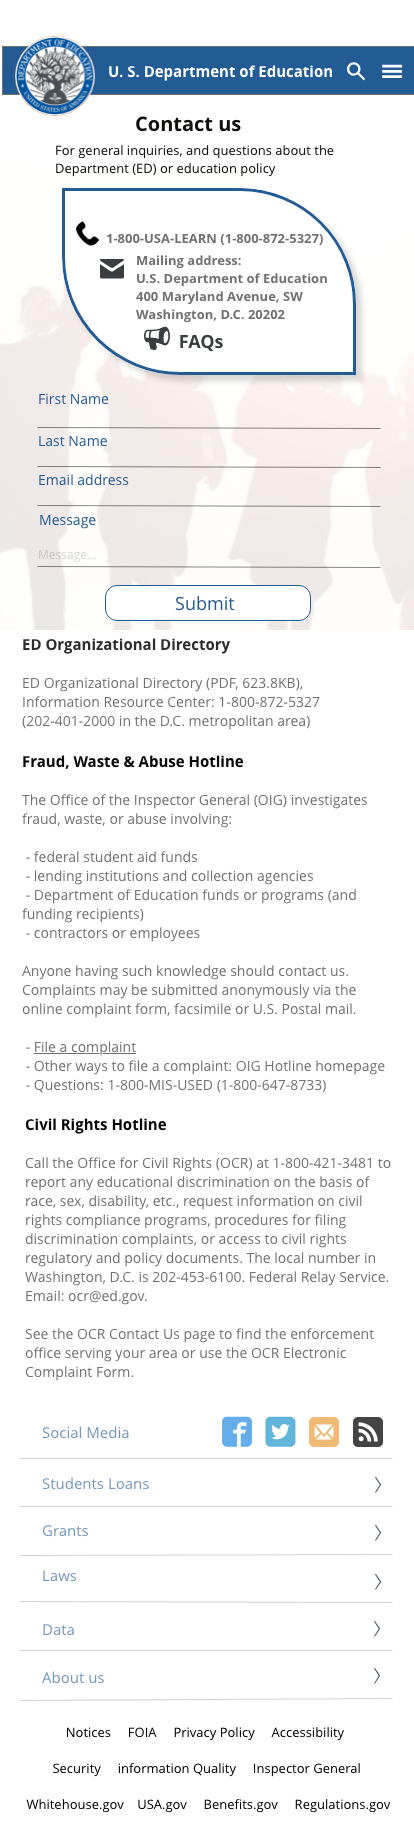 DEPARTMENT OF EDUCATION
UNITED STATES OF AMERICA
U. S. Department of Education
Contact us
For general inquiries, and questions about the
Department (ED) or education policy
1-800-USA-LEARN (1-800-872-5327)
Mailing address:
U.S. Department of Education
400 Maryland Avenue, SW
Washington, D.C. 20202
FAQs
First Name
Last Name
Email address
Message
Message...
Submit
ED Organizational Directory
ED Organizational Directory (PDF, 623.8KB),
Information Resource Center: 1-800-872-5327
(202-401-2000 in the D.C. metropolitan area)
Fraud, Waste & Abuse Hotline
The Office of the Inspector General (OIG) investigates
fraud, waste, or abuse involving:
- federal student aid funds
- lending institutions and collection agencies
- Department of Education funds or programs (and
funding recipients)
- contractors or employees
Anyone having such knowledge should contact us.
Complaints may be submitted anonymously via the
online complaint form, facsimile or U.S. Postal mail.
- File a complaint
- Other ways to file a complaint: OIG Hotline homepage
- Questions: 1-800-MIS-USED (1-800-647-8733)
Civil Rights Hotline
Call the Office for Civil Rights (OCR) at 1-800-421-3481 to
report any educational discrimination on the basis of
race, sex, disability, etc., request information on civil
rights compliance programs, procedures for filing
discrimination complaints, or access to civil rights
regulatory and policy documents. The local number in
Washington, D.C. is 202-453-6100. Federal Relay Service.
Email: ocr@ed.gov.
See the OCR Contact Us page to find the enforcement
office serving your area or use the OCR Electronic
Complaint Form.
Social Media
Students Loans
Grants
Laws
Data
About us
Notices FOIA Privacy Policy Accessibility
Security information Quality Inspector General
Whitehouse.gov USA.gov Benefits.gov Regulations.gov